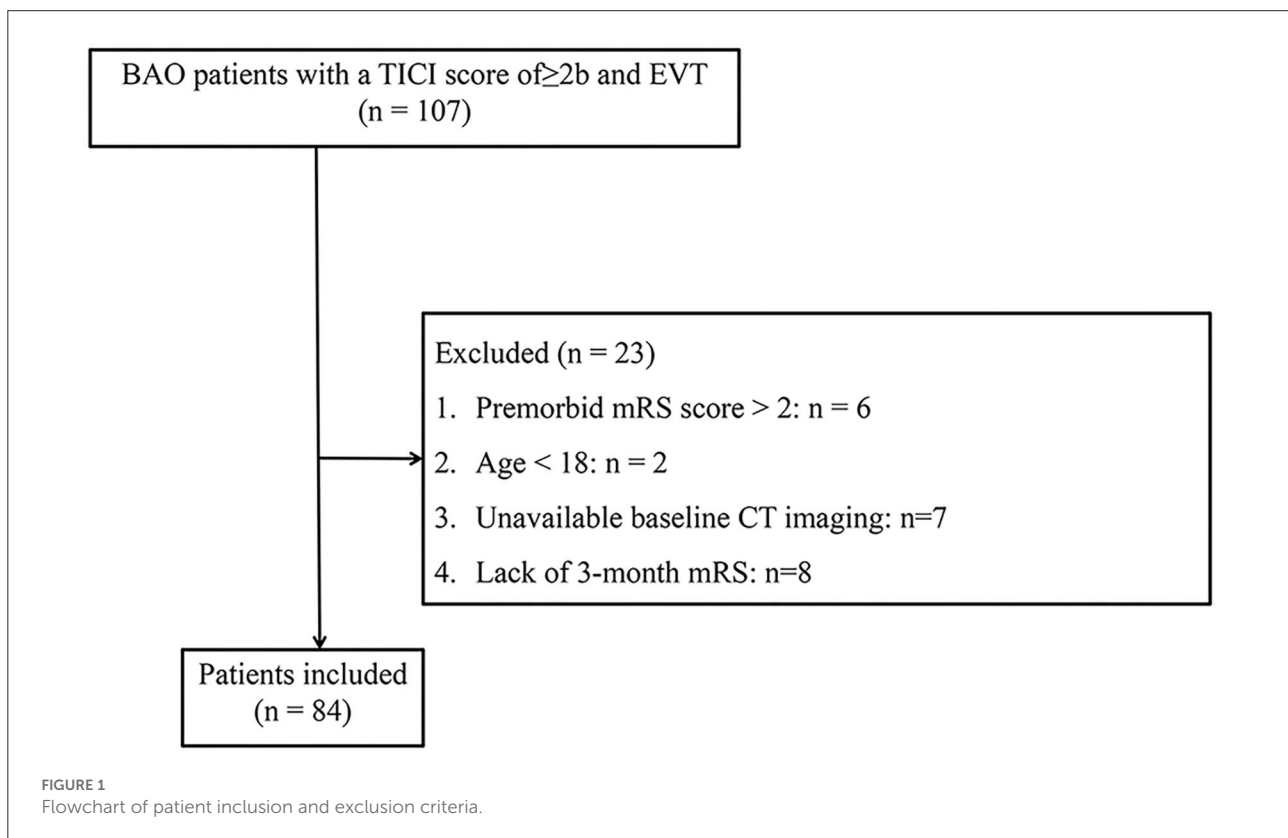 BAO patients with a TICI score of≥2b and EVT
(n = 107)
Excluded (n = 23)
1. Premorbid mRS score > 2: n = 6
2. Age < 18: n = 2
3. Unavailable baseline CT imaging: n=7
4. Lack of 3-month mRS: n=8
Patients included
(n = 84)
FIGURE 1
Flowchart of patient inclusion and exclusion criteria.